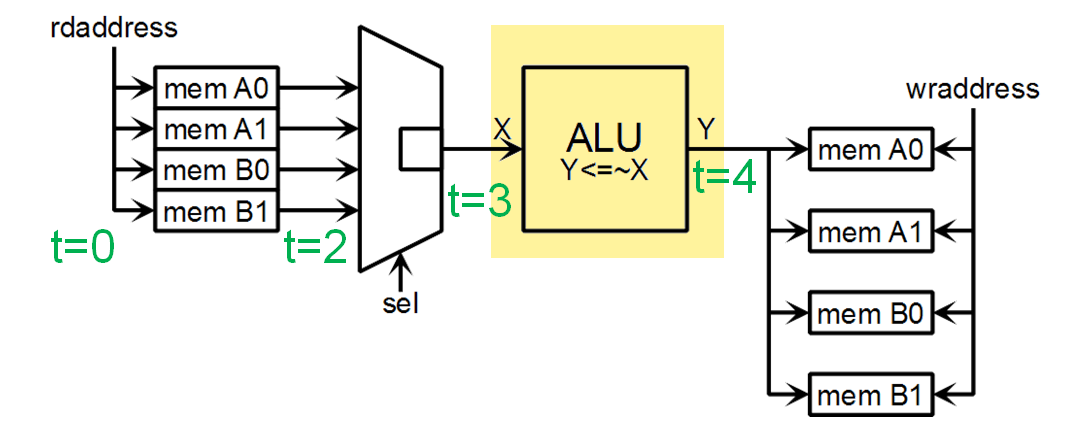 rdaddress
mem A0
mem A1
mem B0
mem B1
t=0
t=2
sel
t=3
X
ALU
Y<=~X
Y
t=4
wraddress
mem A0
mem A1
mem B0
mem B1